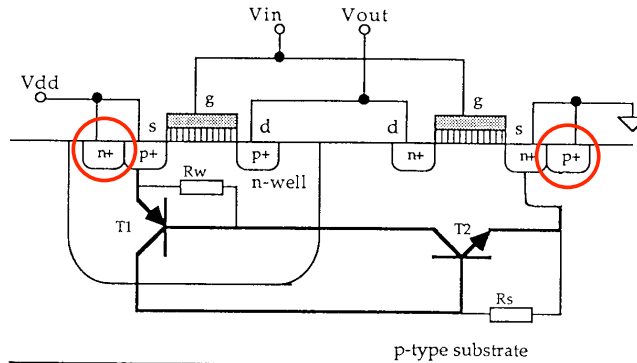 Vin Vout
Vdd
g g
s d d s
n+ p+ p+ n+ n+ p+
Rw n-well
T1 T2
Rs
p-type substrate